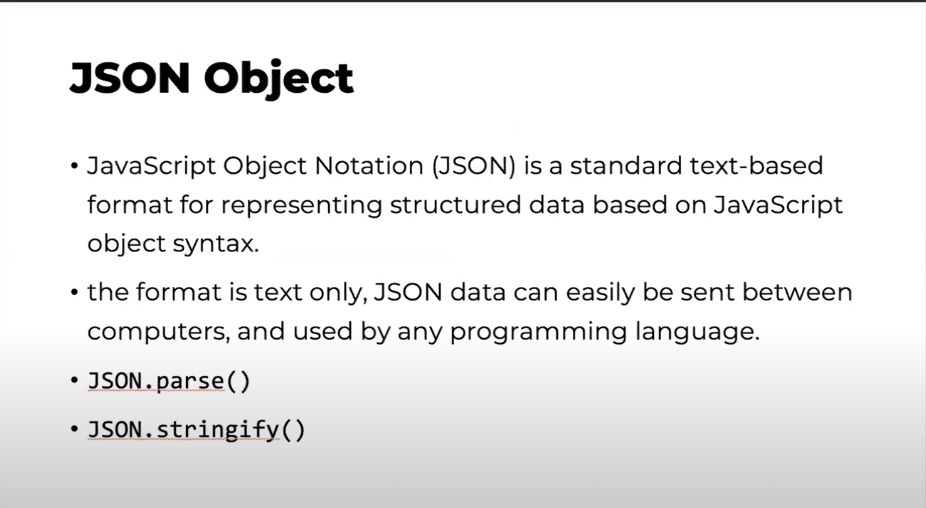 JSON Object
• JavaScript Object Notation (JSON) is a standard text-based
format for representing structured data based on JavaScript
object syntax.
• the format is text only, JSON data can easily be sent between
computers, and used by any programming language.
• JSON.parse()
• JSON.stringify()